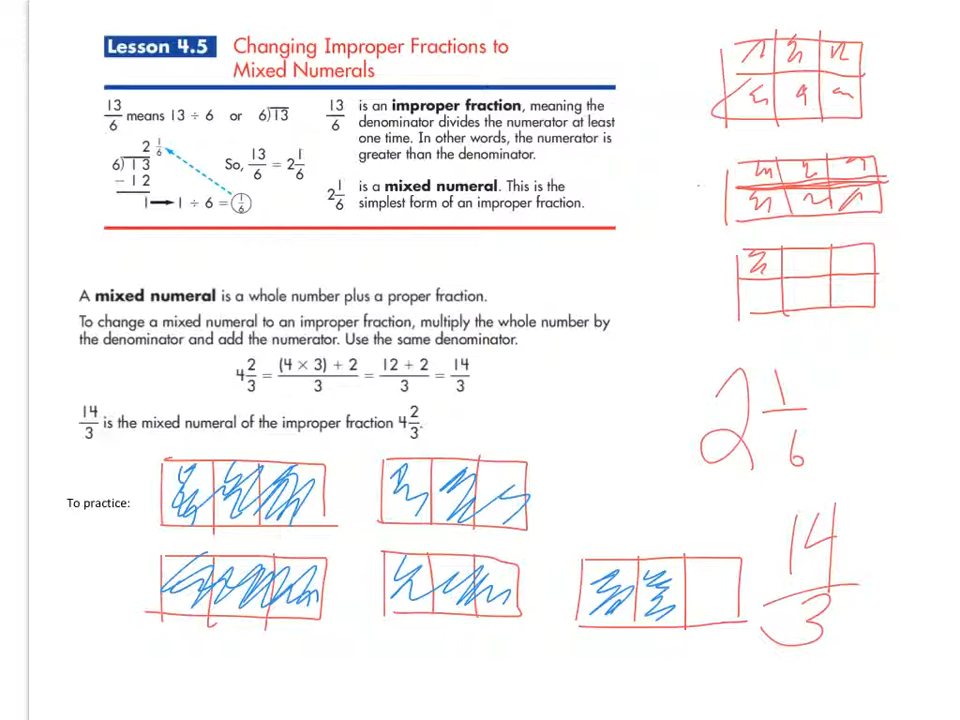 Lesson 4.5 Changing Improper Fractions to
Mixed Numerals
13/6 means 13 ÷ 6 or 6)13
2 1/6
6)13
- 12
1 → 1 ÷ 6 = 1/6
So, 13/6 = 2 1/6
13/6 is an improper fraction, meaning the
denominator divides the numerator at least
one time. In other words, the numerator is
greater than the denominator.
2 1/6 is a mixed numeral. This is the
simplest form of an improper fraction.
A mixed numeral is a whole number plus a proper fraction.
To change a mixed numeral to an improper fraction, multiply the whole number by
the denominator and add the numerator. Use the same denominator.
4 2/3 = (4 × 3) + 2/3 = 12 + 2/3 = 14/3
14/3 is the mixed numeral of the improper fraction 4 2/3.
To practice:
2 1/6
14/3